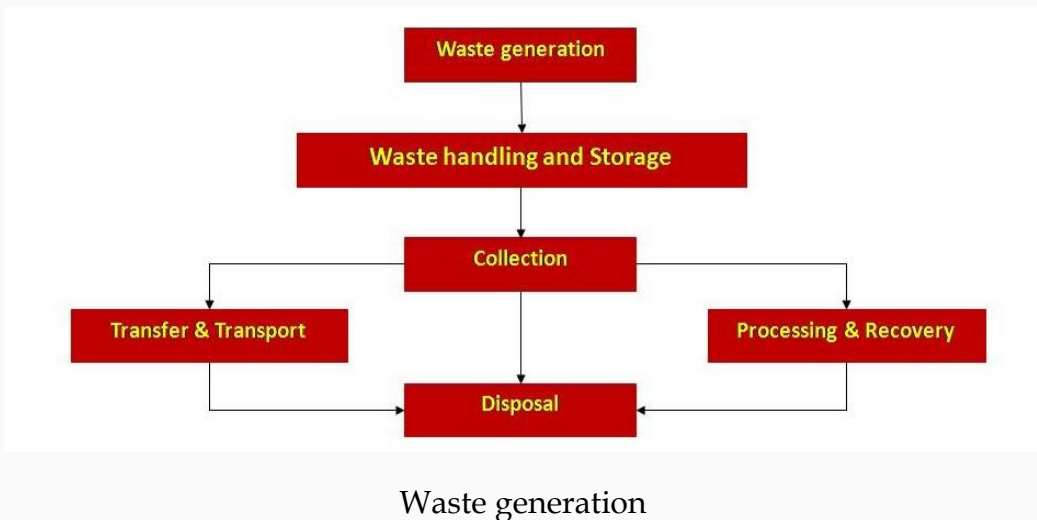 Waste generation
Waste handling and Storage
Collection
Transfer & Transport
Processing & Recovery
Disposal
Waste generation